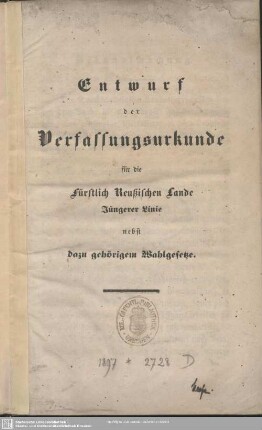 Entwurf
der
Verfassungsurkunde
für die
Fürstlich Reußischen Lande
Jüngerer Linie
nebst
dazu gehörigem Wahlgesetze.
1897 * 2728 D